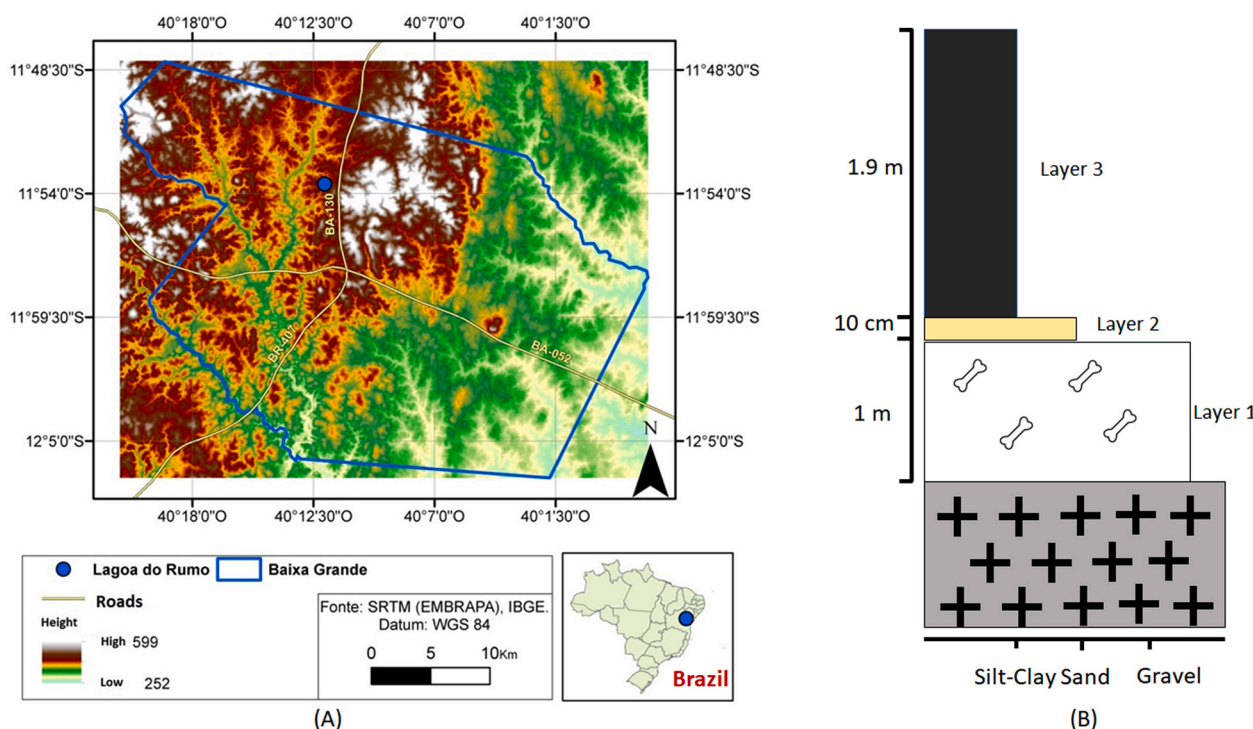 40°18'0"O 40°12'30"O 40°7'0"O 40°1'30"O
11°48'30"S 11°48'30"S
11°54'0"S 11°54'0"S
11°59'30"S 11°59'30"S
12°5'0"S 12°5'0"S
BA-130
BR-407
BA-052
N
40°18'0"O 40°12'30"O 40°7'0"O 40°1'30"O
Lagoa do Rumo Baixa Grande
Roads
Height
High 599
Low 252
Fonte: SRTM (EMBRAPA), IBGE.
Datum: WGS 84
0 5 10Km
Brazil
(A)
1.9 m
Layer 3
10 cm
Layer 2
1 m
Layer 1
Silt-Clay Sand Gravel
(B)